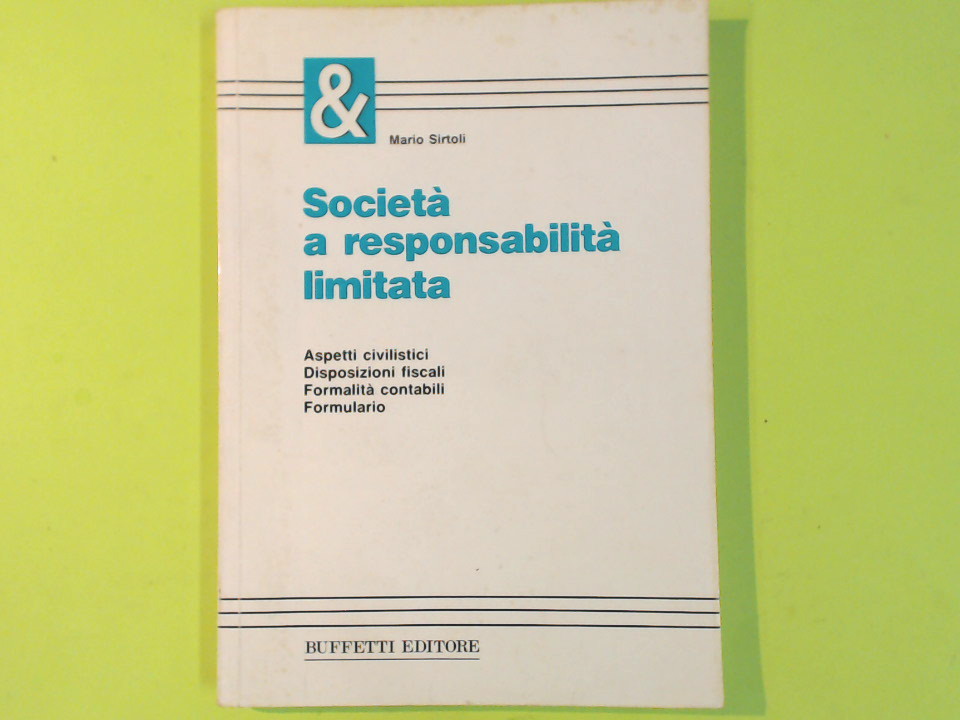 &
Mario Sirtoli
Società
a responsabilità
limitata
Aspetti civilistici
Disposizioni fiscali
Formalità contabili
Formulario
BUFFETTI EDITORE